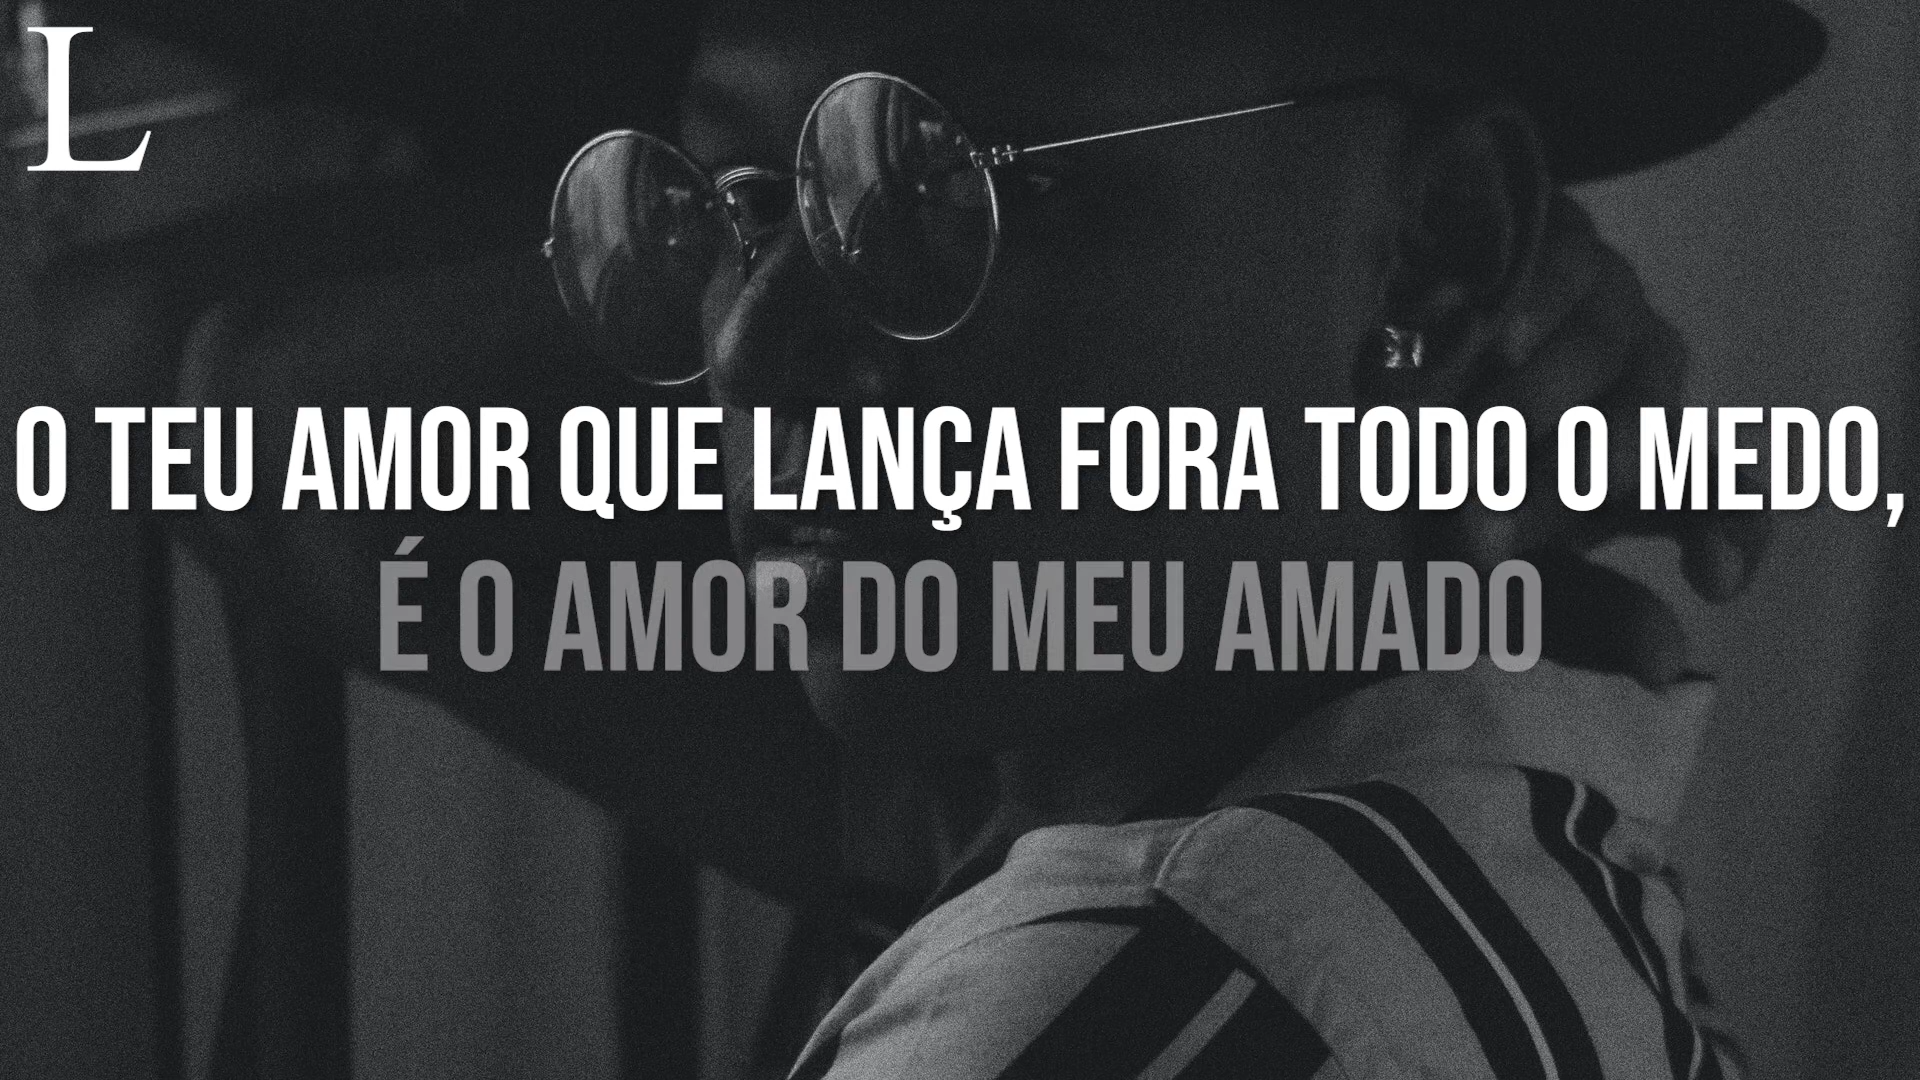 L
O TEU AMOR QUE LANÇA FORA TODO O MEDO,
É O AMOR DO MEU AMADO